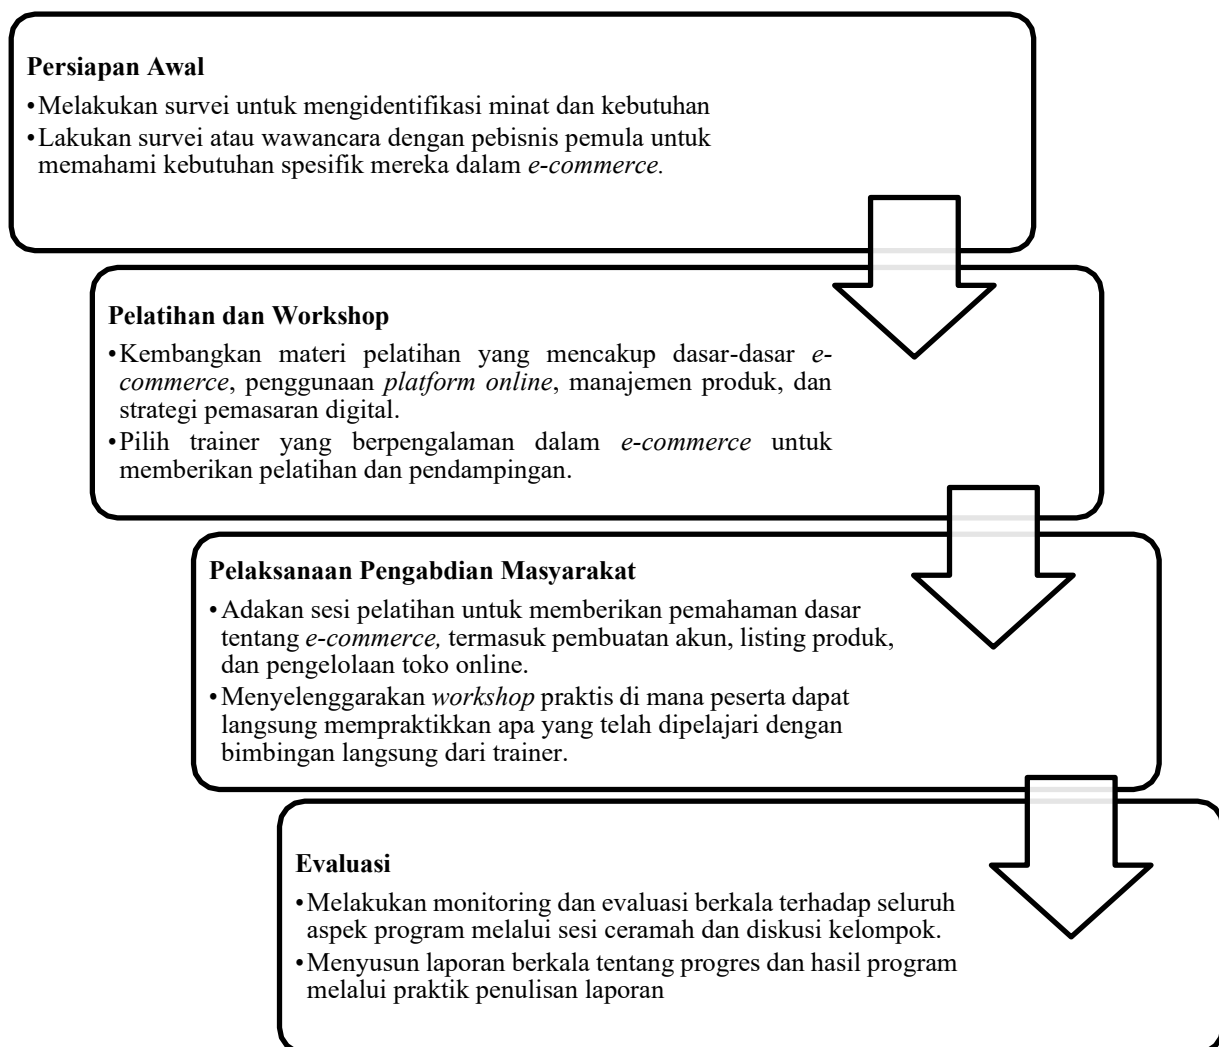 Persiapan Awal
•Melakukan survei untuk mengidentifikasi minat dan kebutuhan
•Lakukan survei atau wawancara dengan pebisnis pemula untuk
memahami kebutuhan spesifik mereka dalam e-commerce.
Pelatihan dan Workshop
•Kembangkan materi pelatihan yang mencakup dasar-dasar e-
commerce, penggunaan platform online, manajemen produk, dan
strategi pemasaran digital.
•Pilih trainer yang berpengalaman dalam e-commerce untuk
memberikan pelatihan dan pendampingan.
Pelaksanaan Pengabdian Masyarakat
•Adakan sesi pelatihan untuk memberikan pemahaman dasar
tentang e-commerce, termasuk pembuatan akun, listing produk,
dan pengelolaan toko online.
•Menyelenggarakan workshop praktis di mana peserta dapat
langsung mempraktikkan apa yang telah dipelajari dengan
bimbingan langsung dari trainer.
Evaluasi
•Melakukan monitoring dan evaluasi berkala terhadap seluruh
aspek program melalui sesi ceramah dan diskusi kelompok.
•Menyusun laporan berkala tentang progres dan hasil program
melalui praktik penulisan laporan